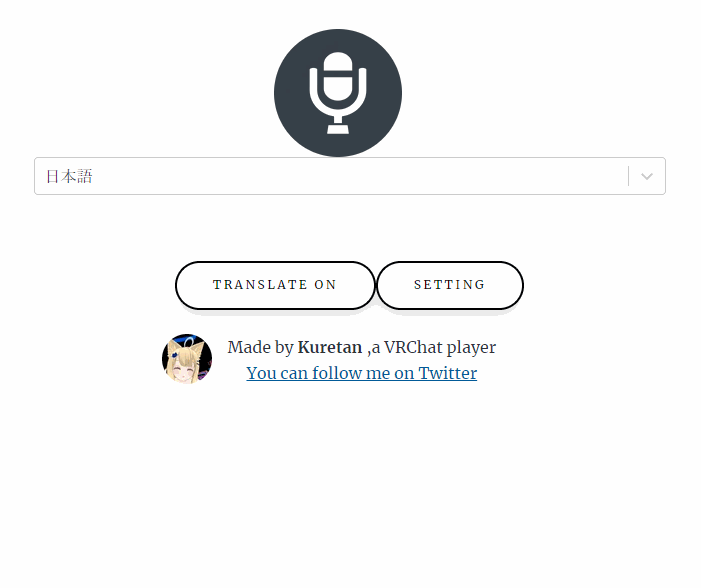 日本語
TRANSLATE ON
SETTING
Made by Kuretan ,a VRChat player
You can follow me on Twitter